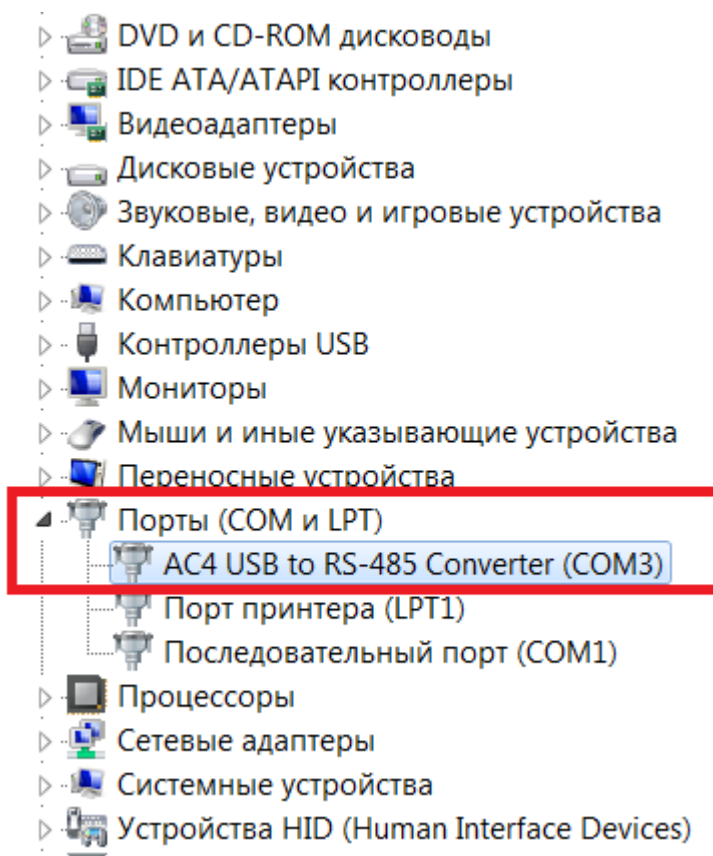 DVD и CD-ROM дисководы
IDE ATA/ATAPI контроллеры
Видеоадаптеры
Дисковые устройства
Звуковые, видео и игровые устройства
Клавиатуры
Компьютер
Контроллеры USB
Мониторы
Мыши и иные указывающие устройства
Переносные устройства
Порты (COM и LPT)
AC4 USB to RS-485 Converter (COM3)
Порт принтера (LPT1)
Последовательный порт (COM1)
Процессоры
Сетевые адаптеры
Системные устройства
Устройства HID (Human Interface Devices)